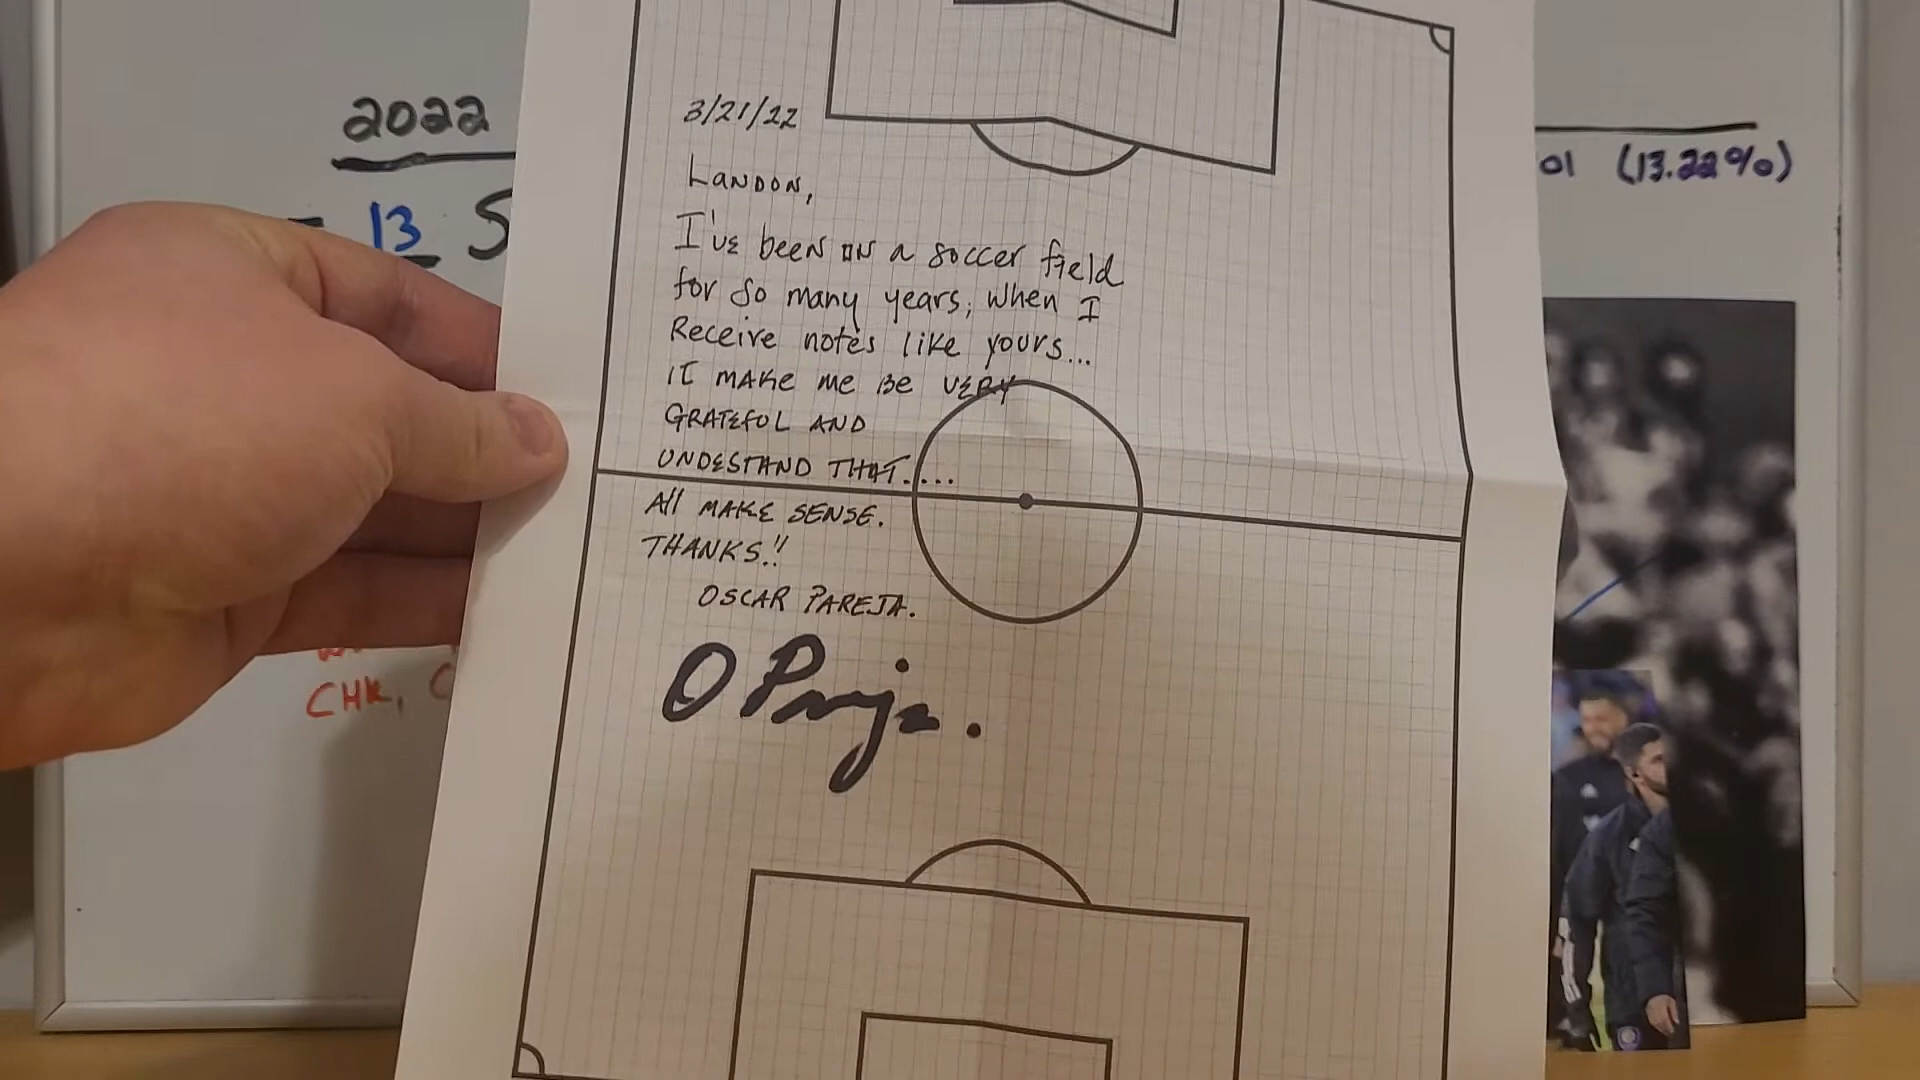 2022
= 13 S
01 (13.22%)
3/21/22
Landon,
I've been on a soccer field
for so many years, when I
Receive notes like yours...
it make me be very
GRATEFUL AND
UNDESTAND THAT.....
All MAKE SENSE.
THANKS!!
OSCAR PAREJA.
O Pareja.
CHK, C